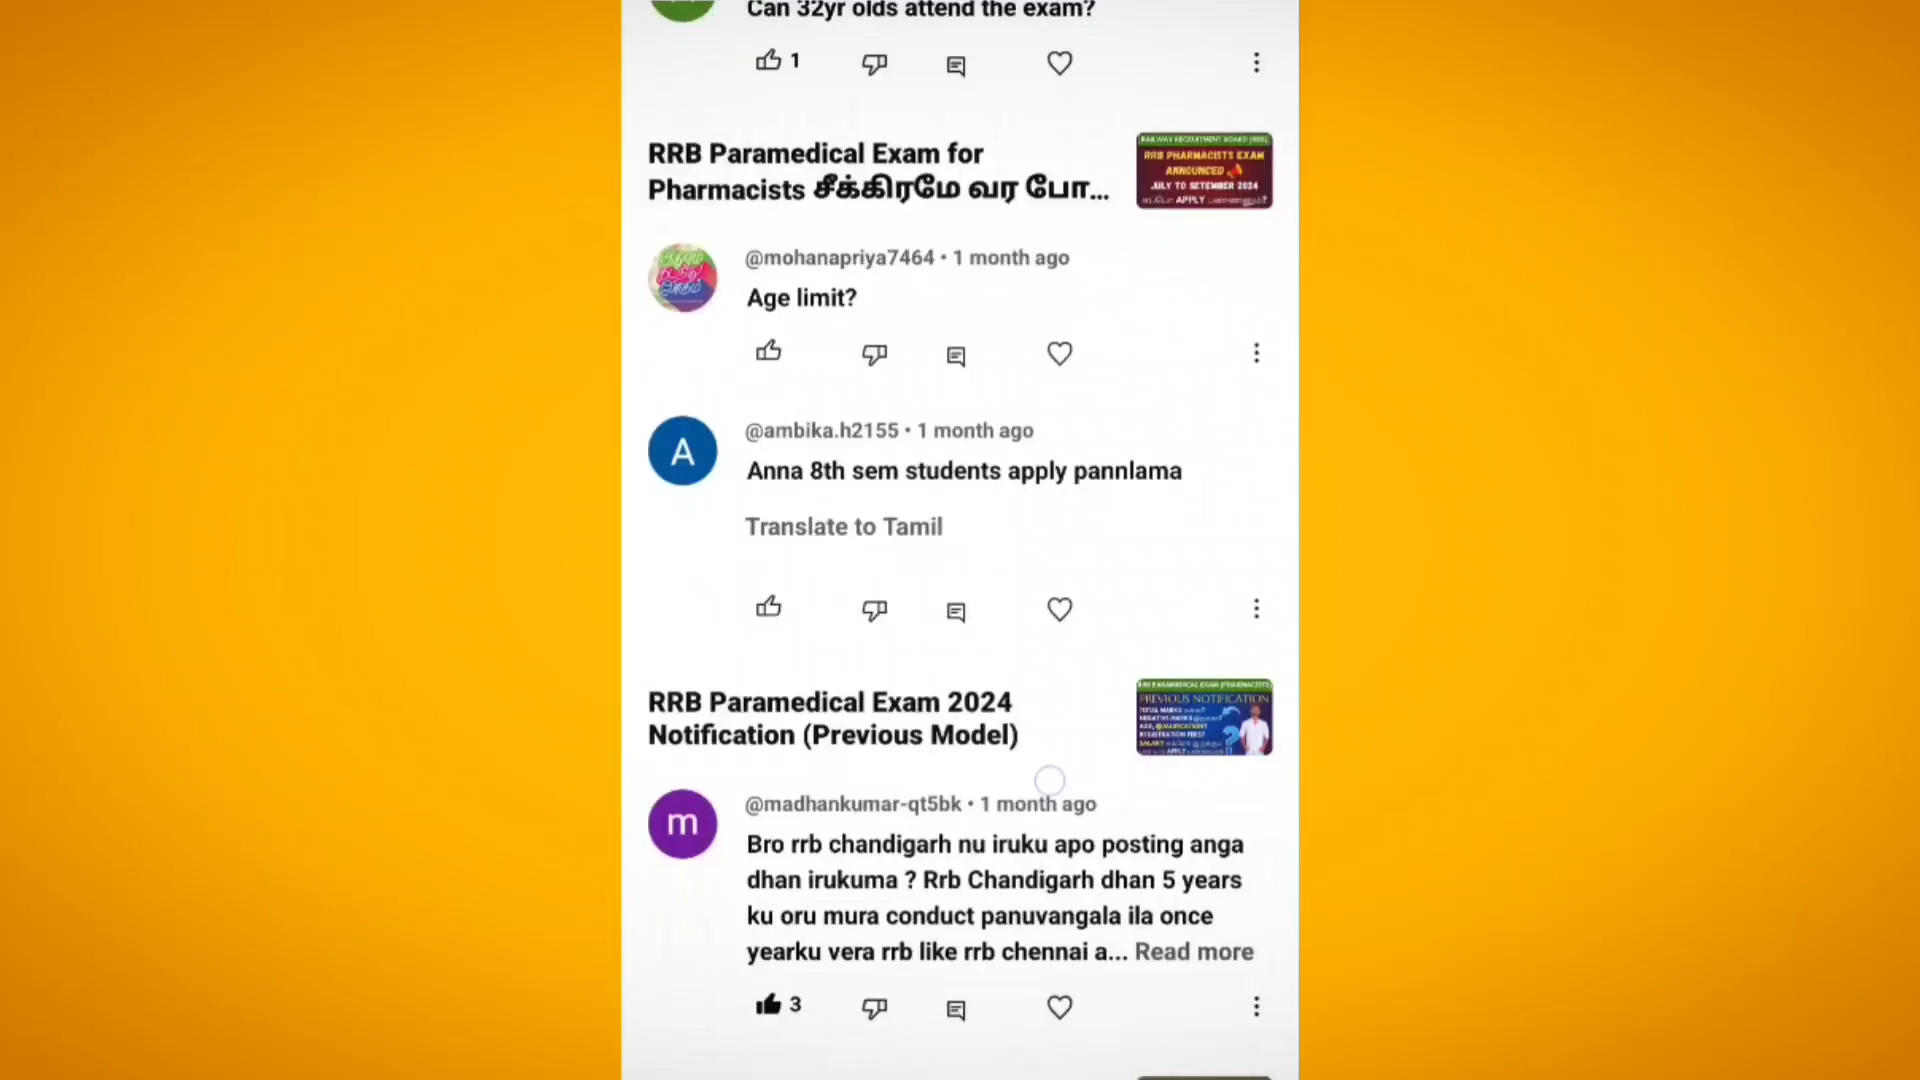 Can 32yr olds attend the exam?
1
RRB Paramedical Exam for
Pharmacists சீக்கிரமே வர போ...
RAILWAY RECRUITMENT BOARD (RRB)
RRB PHARMACISTS EXAM
ANNOUNCED
JULY TO SETEMBER 2024
APPLY
@mohanapriya7464 • 1 month ago
Age limit?
A
@ambika.h2155 • 1 month ago
Anna 8th sem students apply pannlama
Translate to Tamil
RRB Paramedical Exam 2024
Notification (Previous Model)
RRB PARAMEDICAL EXAM (PHARMACISTS)
PREVIOUS NOTIFICATION
TOTAL MARKS
NEGATIVE MARKS
AGE, QUALIFICATION?
REGISTRATION FEES?
SALARY
APPLY
m
@madhankumar-qt5bk • 1 month ago
Bro rrb chandigarh nu iruku apo posting anga
dhan irukuma ? Rrb Chandigarh dhan 5 years
ku oru mura conduct panuvangala ila once
yearku vera rrb like rrb chennai a... Read more
3